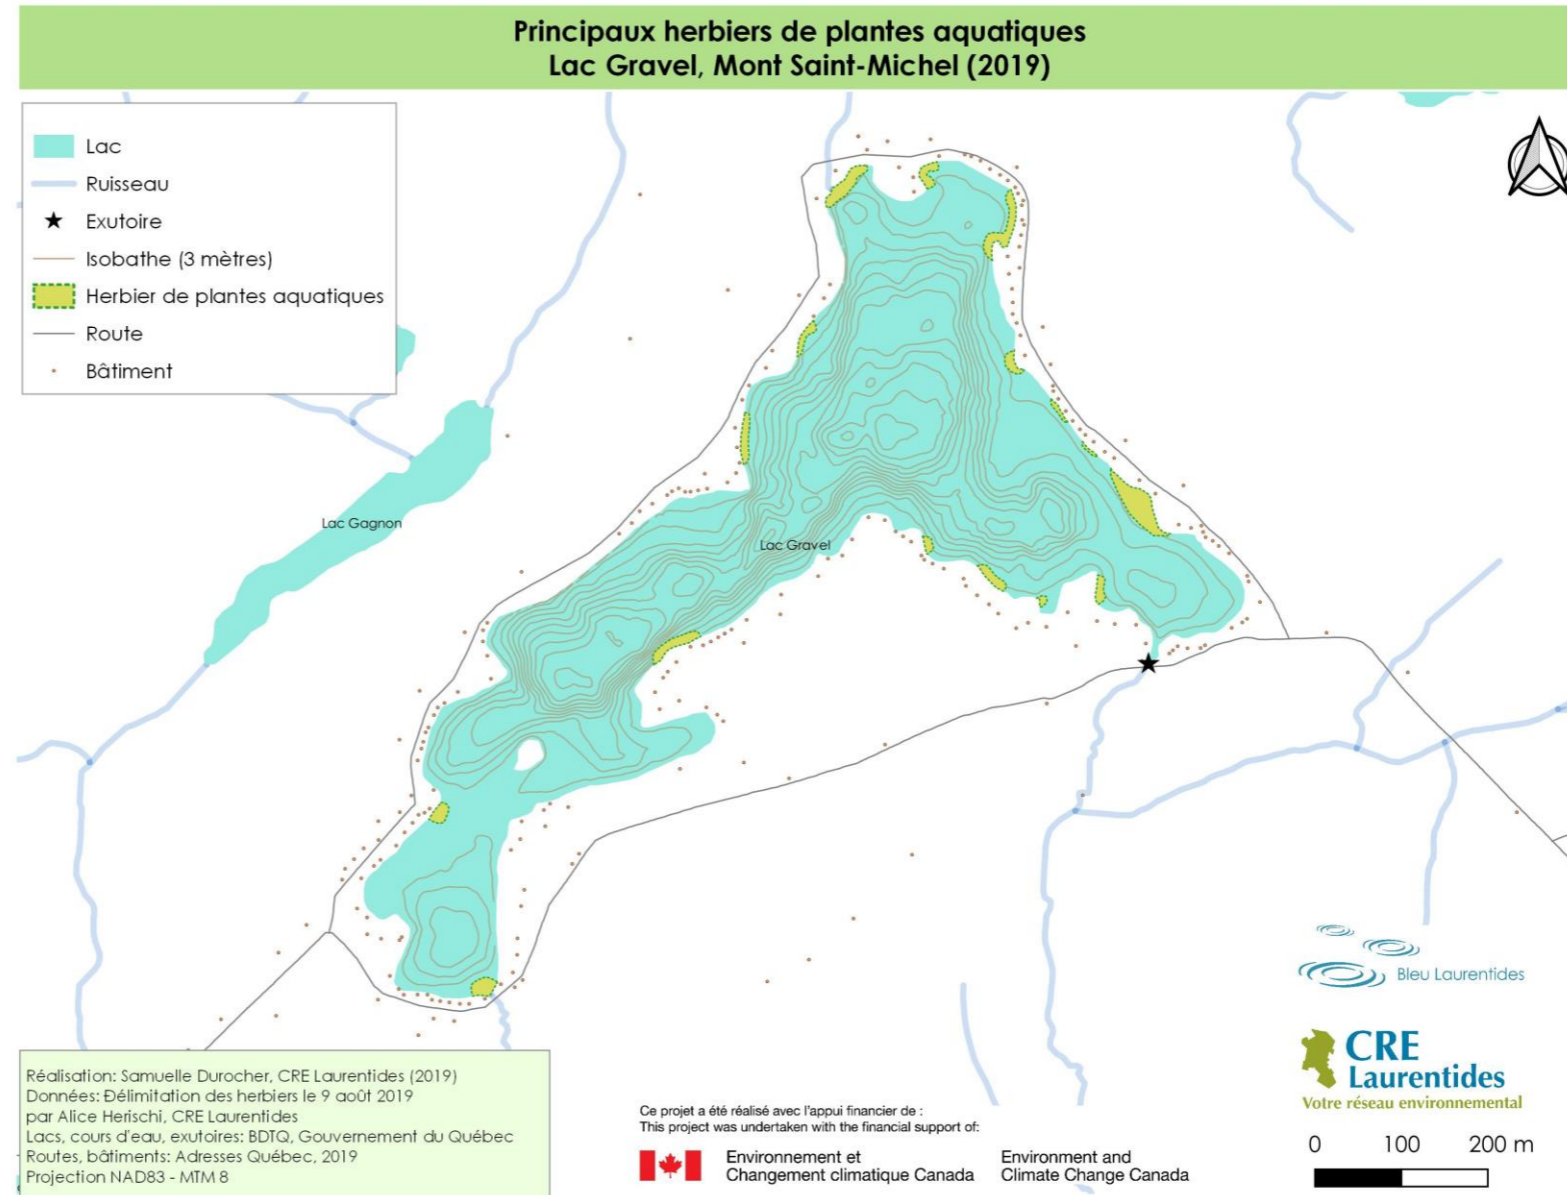 Principaux herbiers de plantes aquatiques
Lac Gravel, Mont Saint-Michel (2019)
Lac
Ruisseau
Exutoire
Isobathe (3 mètres)
Herbier de plantes aquatiques
Route
Bâtiment
Lac Gagnon
Lac Gravel
Réalisation: Samuelle Durocher, CRE Laurentides (2019)
Données: Délimitation des herbiers le 9 août 2019
par Alice Herischi, CRE Laurentides
Lacs, cours d'eau, exutoires: BDTQ, Gouvernement du Québec
Routes, bâtiments: Adresses Québec, 2019
Projection NAD83 - MTM 8
Ce projet a été réalisé avec l'appui financier de :
This project was undertaken with the financial support of:
Environnement et
Changement climatique Canada
Environment and
Climate Change Canada
Bleu Laurentides
CRE
Laurentides
Votre réseau environnemental
0 100 200 m